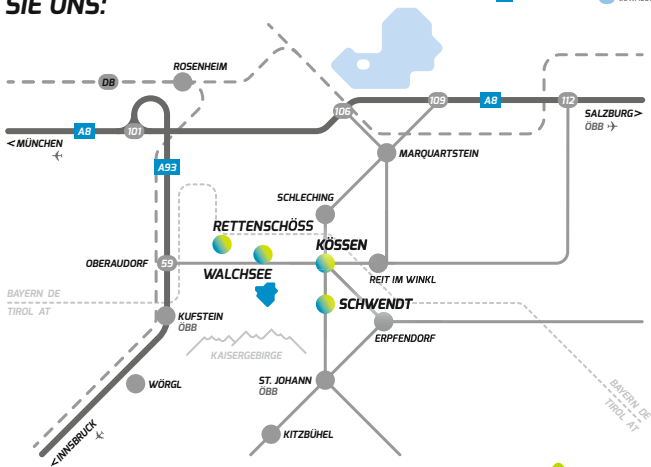 SIE UNS:
ROSENHEIM
DB
106
109
A8
112
SALZBURG>
ÖBB
A8
101
<MÜNCHEN
MARQUARTSTEIN
A93
SCHLECHING
RETTENSCHÖSS
KÖSSEN
OBERAUDORF
59
WALCHSEE
REIT IM WINKL
BAYERN DE
TIROL AT
SCHWENDT
KUFSTEIN
ÖBB
ERPFENDORF
KAISERGEBIRGE
WÖRGL
ST. JOHANN
ÖBB
BAYERN DE
TIROL AT
<INNSBRUCK
KITZBÜHEL